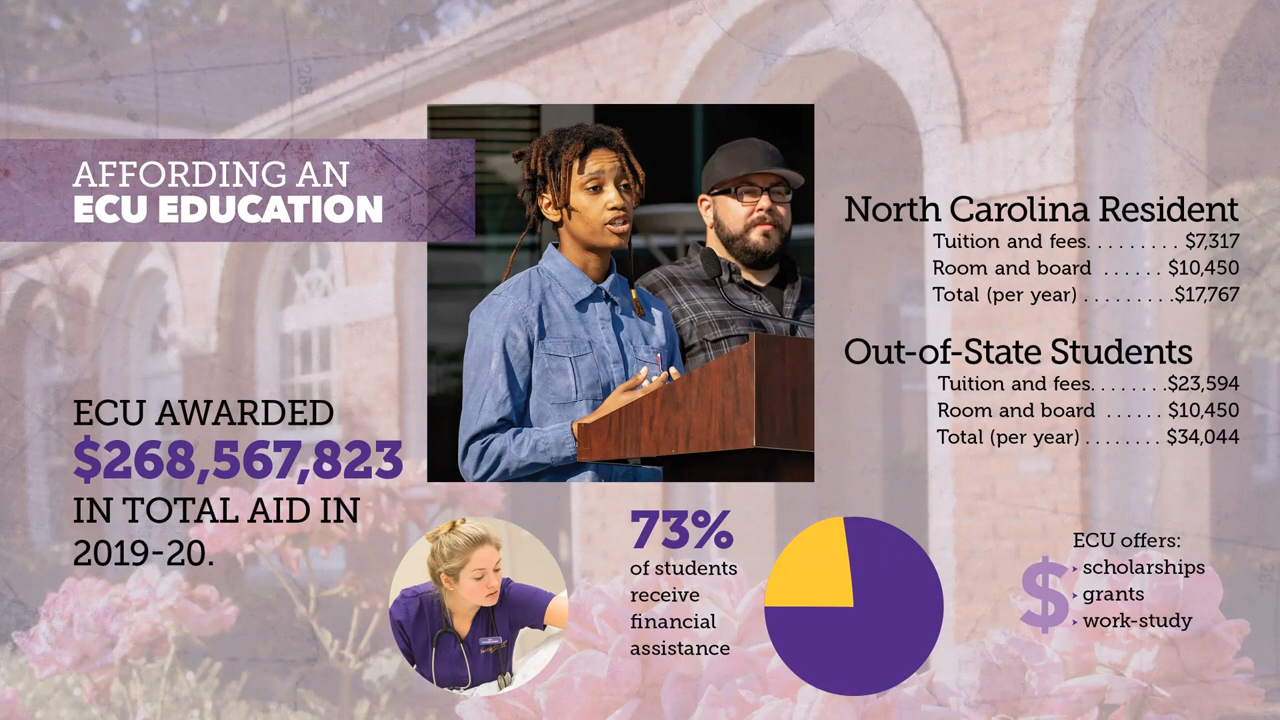 AFFORDING AN
ECU EDUCATION
ECU AWARDED
$268,567,823
IN TOTAL AID IN
2019-20.
North Carolina Resident
Tuition and fees. . . . . . . . . $7,317
Room and board . . . . . . $10,450
Total (per year) . . . . . . . . .$17,767
Out-of-State Students
Tuition and fees. . . . . . . .$23,594
Room and board . . . . . . $10,450
Total (per year) . . . . . . . . $34,044
73%
of students
receive
financial
assistance
$
ECU offers:
scholarships
grants
work-study